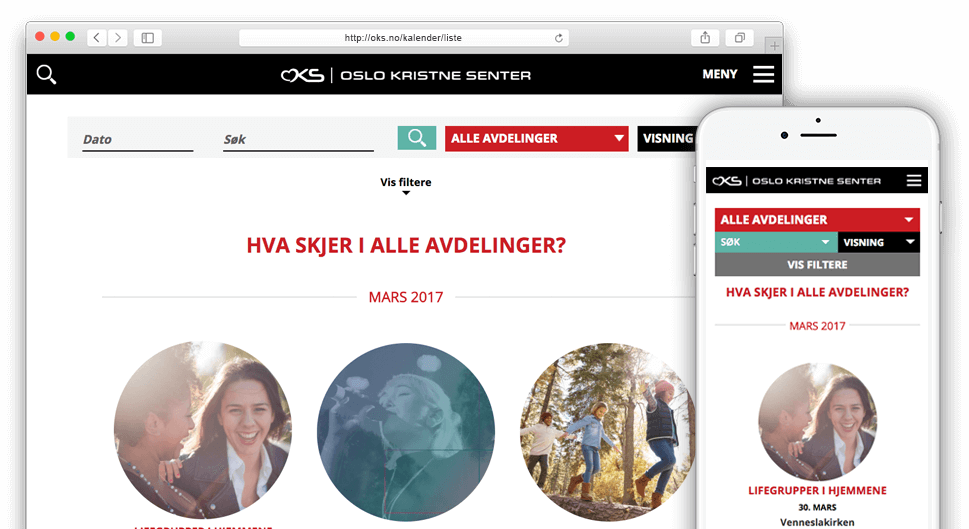 http://oks.no/kalender/liste
OKS | OSLO KRISTNE SENTER
MENY
Dato
Søk
ALLE AVDELINGER
VISNING
Vis filtere
HVA SKJER I ALLE AVDELINGER?
MARS 2017
LIFEGRUPPER I HJEMMENE
OKS | OSLO KRISTNE SENTER
ALLE AVDELINGER
SØK
VISNING
VIS FILTERE
HVA SKJER I ALLE AVDELINGER?
MARS 2017
LIFEGRUPPER I HJEMMENE
30. MARS
Venneslakirken